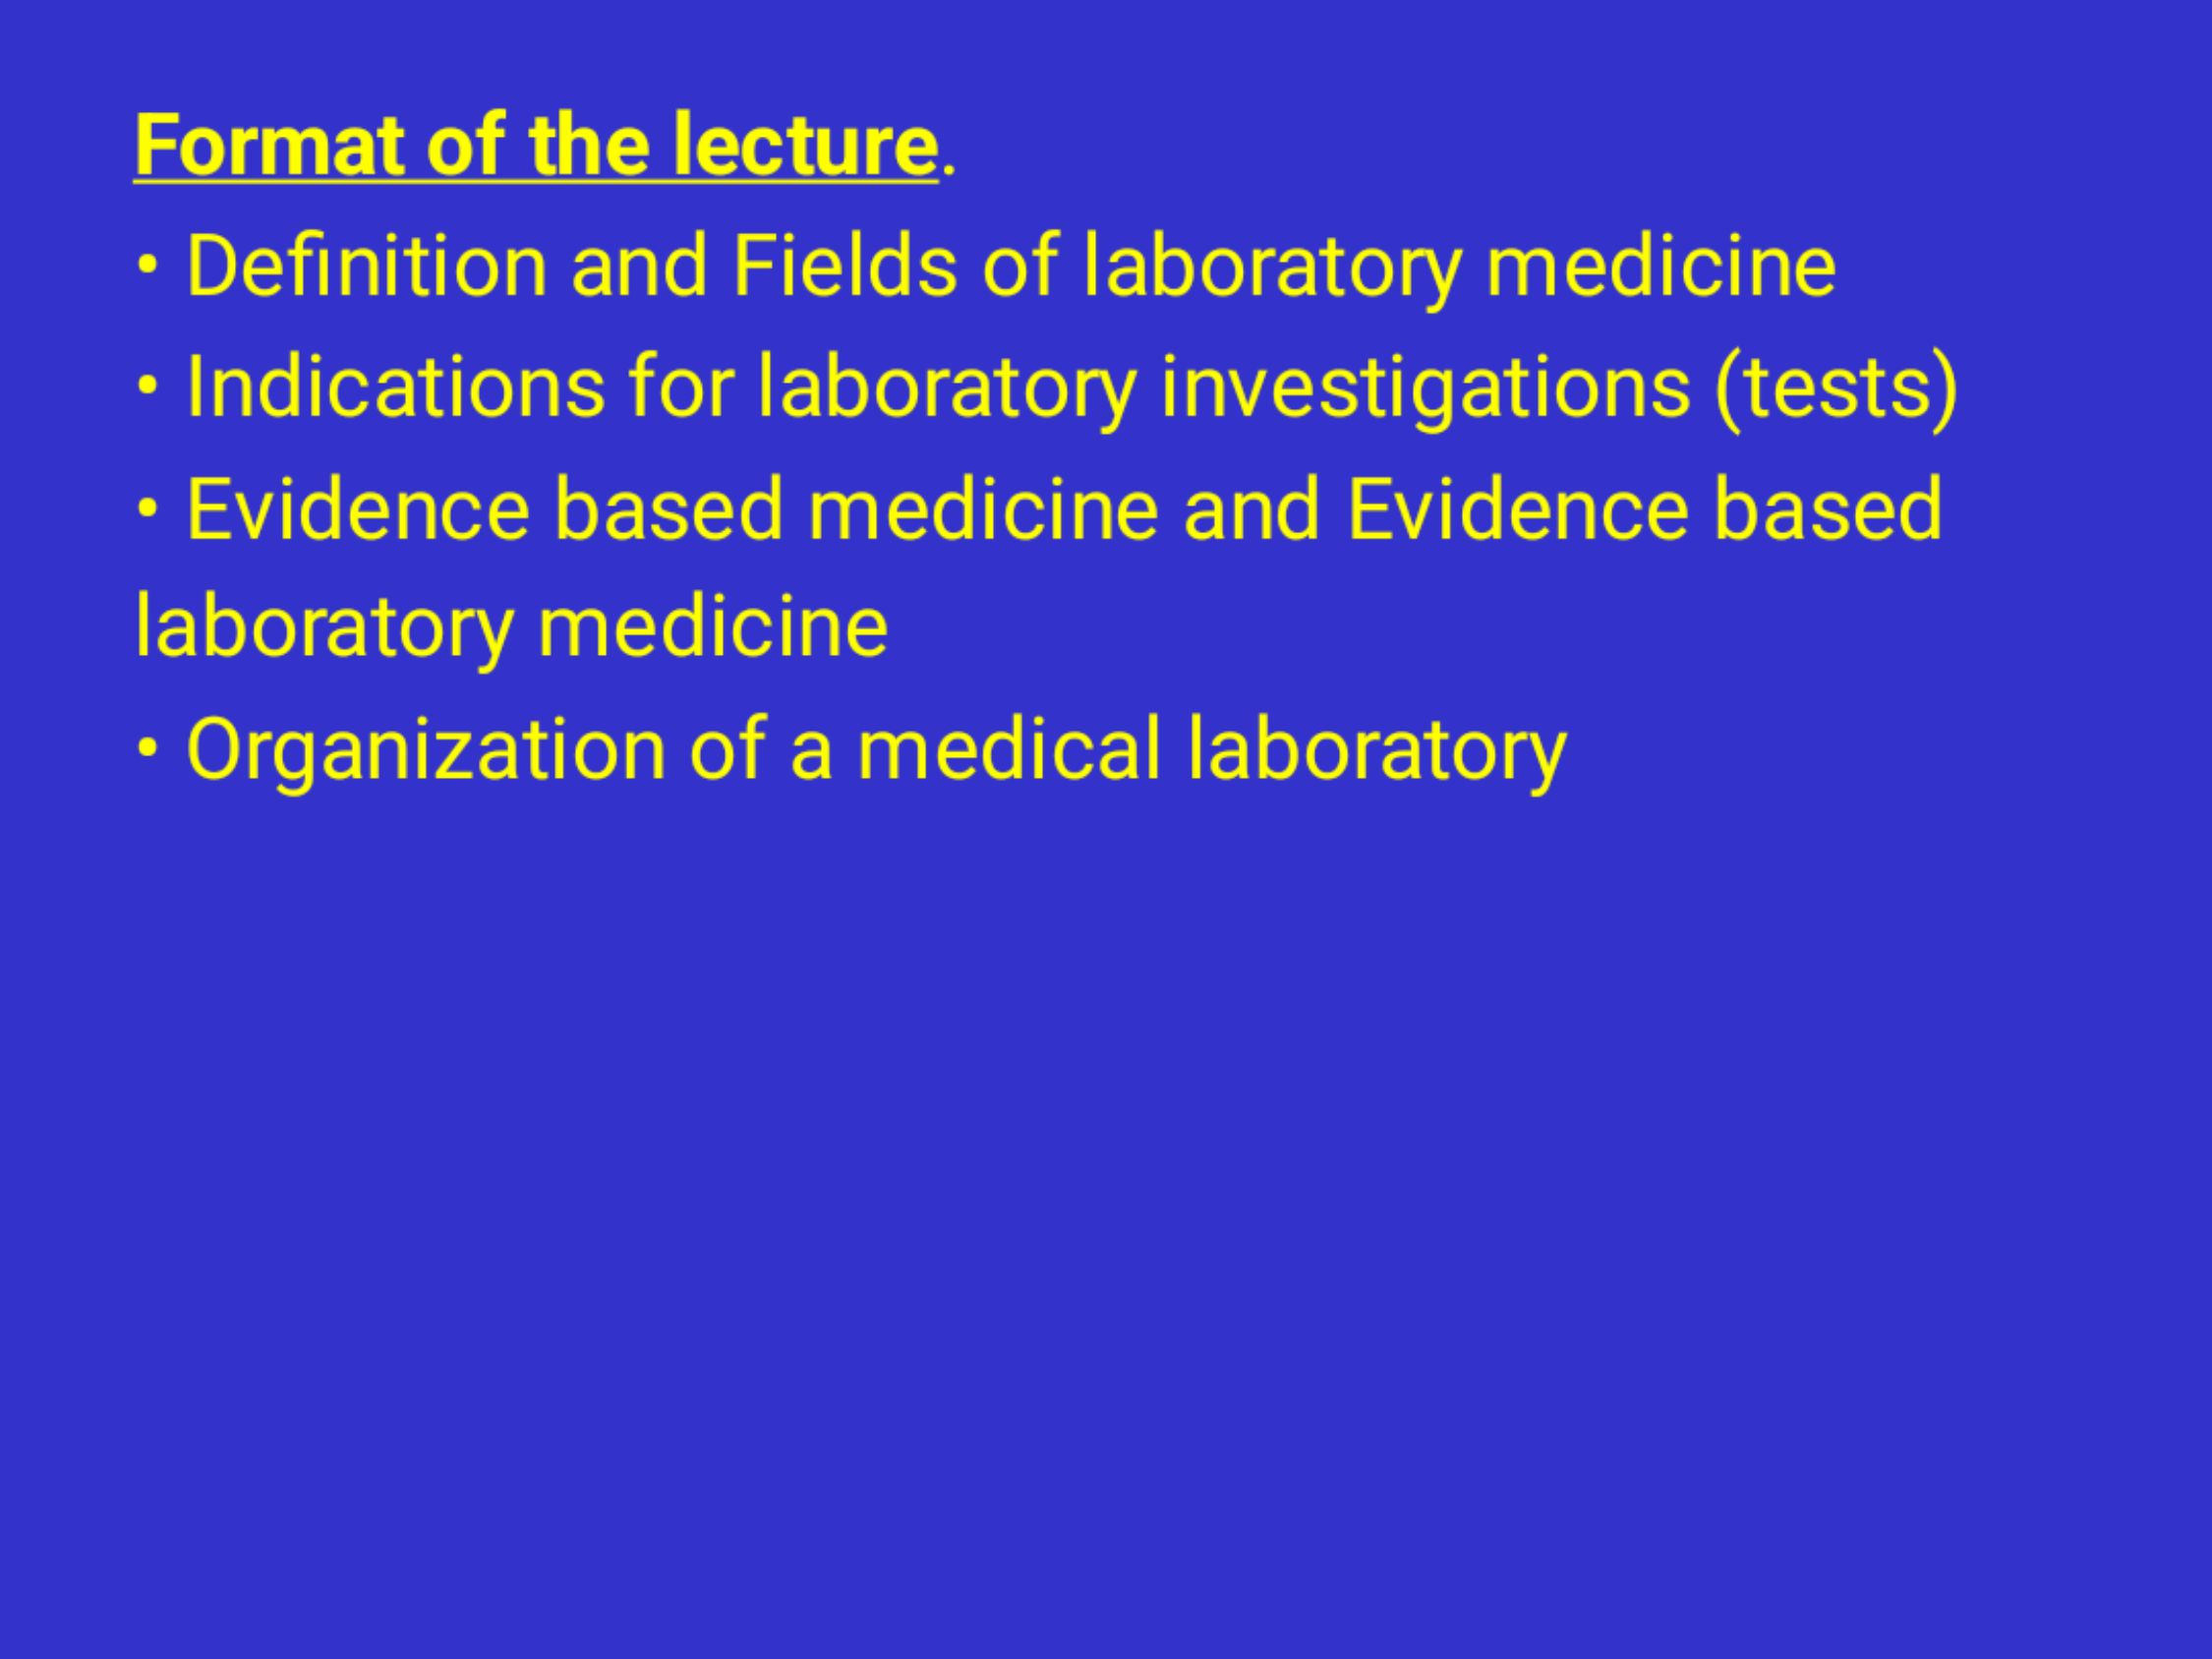 Format of the lecture.
• Definition and Fields of laboratory medicine
• Indications for laboratory investigations (tests)
• Evidence based medicine and Evidence based
laboratory medicine
• Organization of a medical laboratory